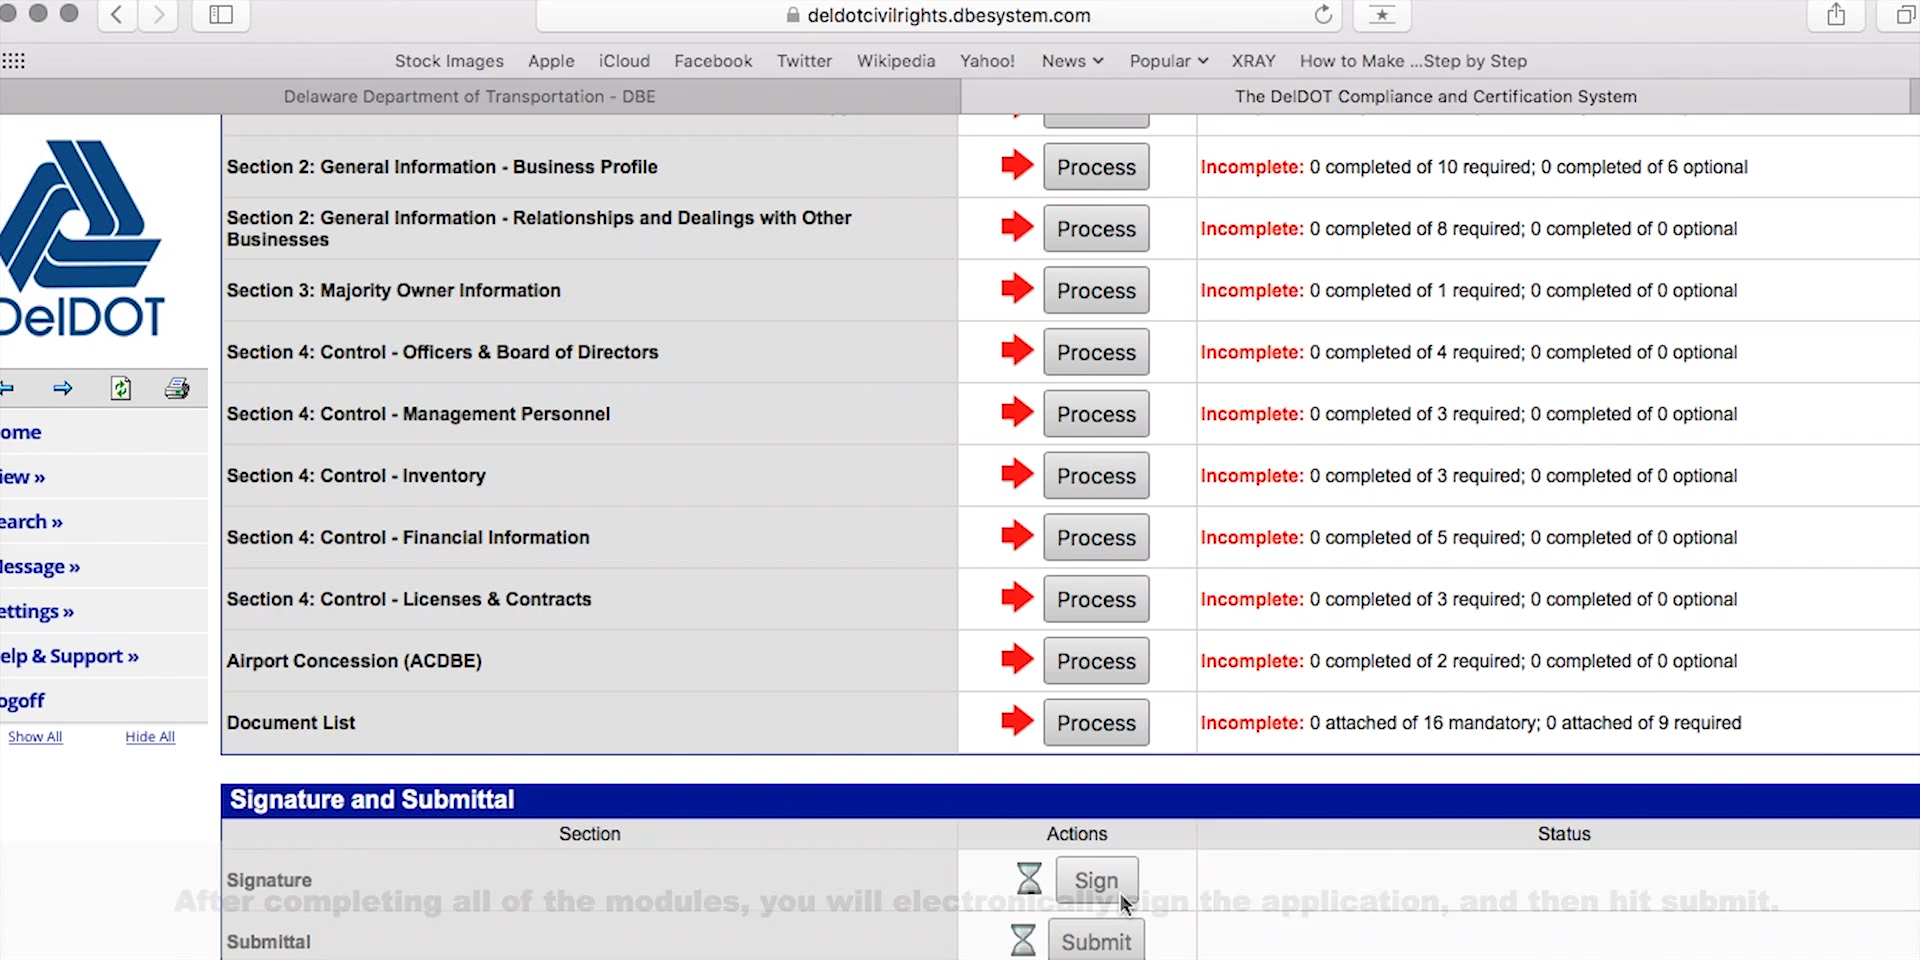 deldotcivilrights.dbesystem.com
Stock Images Apple iCloud Facebook Twitter Wikipedia Yahoo! News Popular XRAY How to Make ...Step by Step
Delaware Department of Transportation - DBE
The DelDOT Compliance and Certification System
DelDOT
ome
iew »
earch »
Message »
ettings »
elp & Support »
ogoff
Show All Hide All
Section 2: General Information - Business Profile Process Incomplete: 0 completed of 10 required; 0 completed of 6 optional
Section 2: General Information - Relationships and Dealings with Other
Businesses Process Incomplete: 0 completed of 8 required; 0 completed of 0 optional
Section 3: Majority Owner Information Process Incomplete: 0 completed of 1 required; 0 completed of 0 optional
Section 4: Control - Officers & Board of Directors Process Incomplete: 0 completed of 4 required; 0 completed of 0 optional
Section 4: Control - Management Personnel Process Incomplete: 0 completed of 3 required; 0 completed of 0 optional
Section 4: Control - Inventory Process Incomplete: 0 completed of 3 required; 0 completed of 0 optional
Section 4: Control - Financial Information Process Incomplete: 0 completed of 5 required; 0 completed of 0 optional
Section 4: Control - Licenses & Contracts Process Incomplete: 0 completed of 3 required; 0 completed of 0 optional
Airport Concession (ACDBE) Process Incomplete: 0 completed of 2 required; 0 completed of 0 optional
Document List Process Incomplete: 0 attached of 16 mandatory; 0 attached of 9 required
Signature and Submittal
Section Actions Status
Signature Sign
After completing all of the modules, you will electronically sign the application, and then hit submit.
Submittal Submit